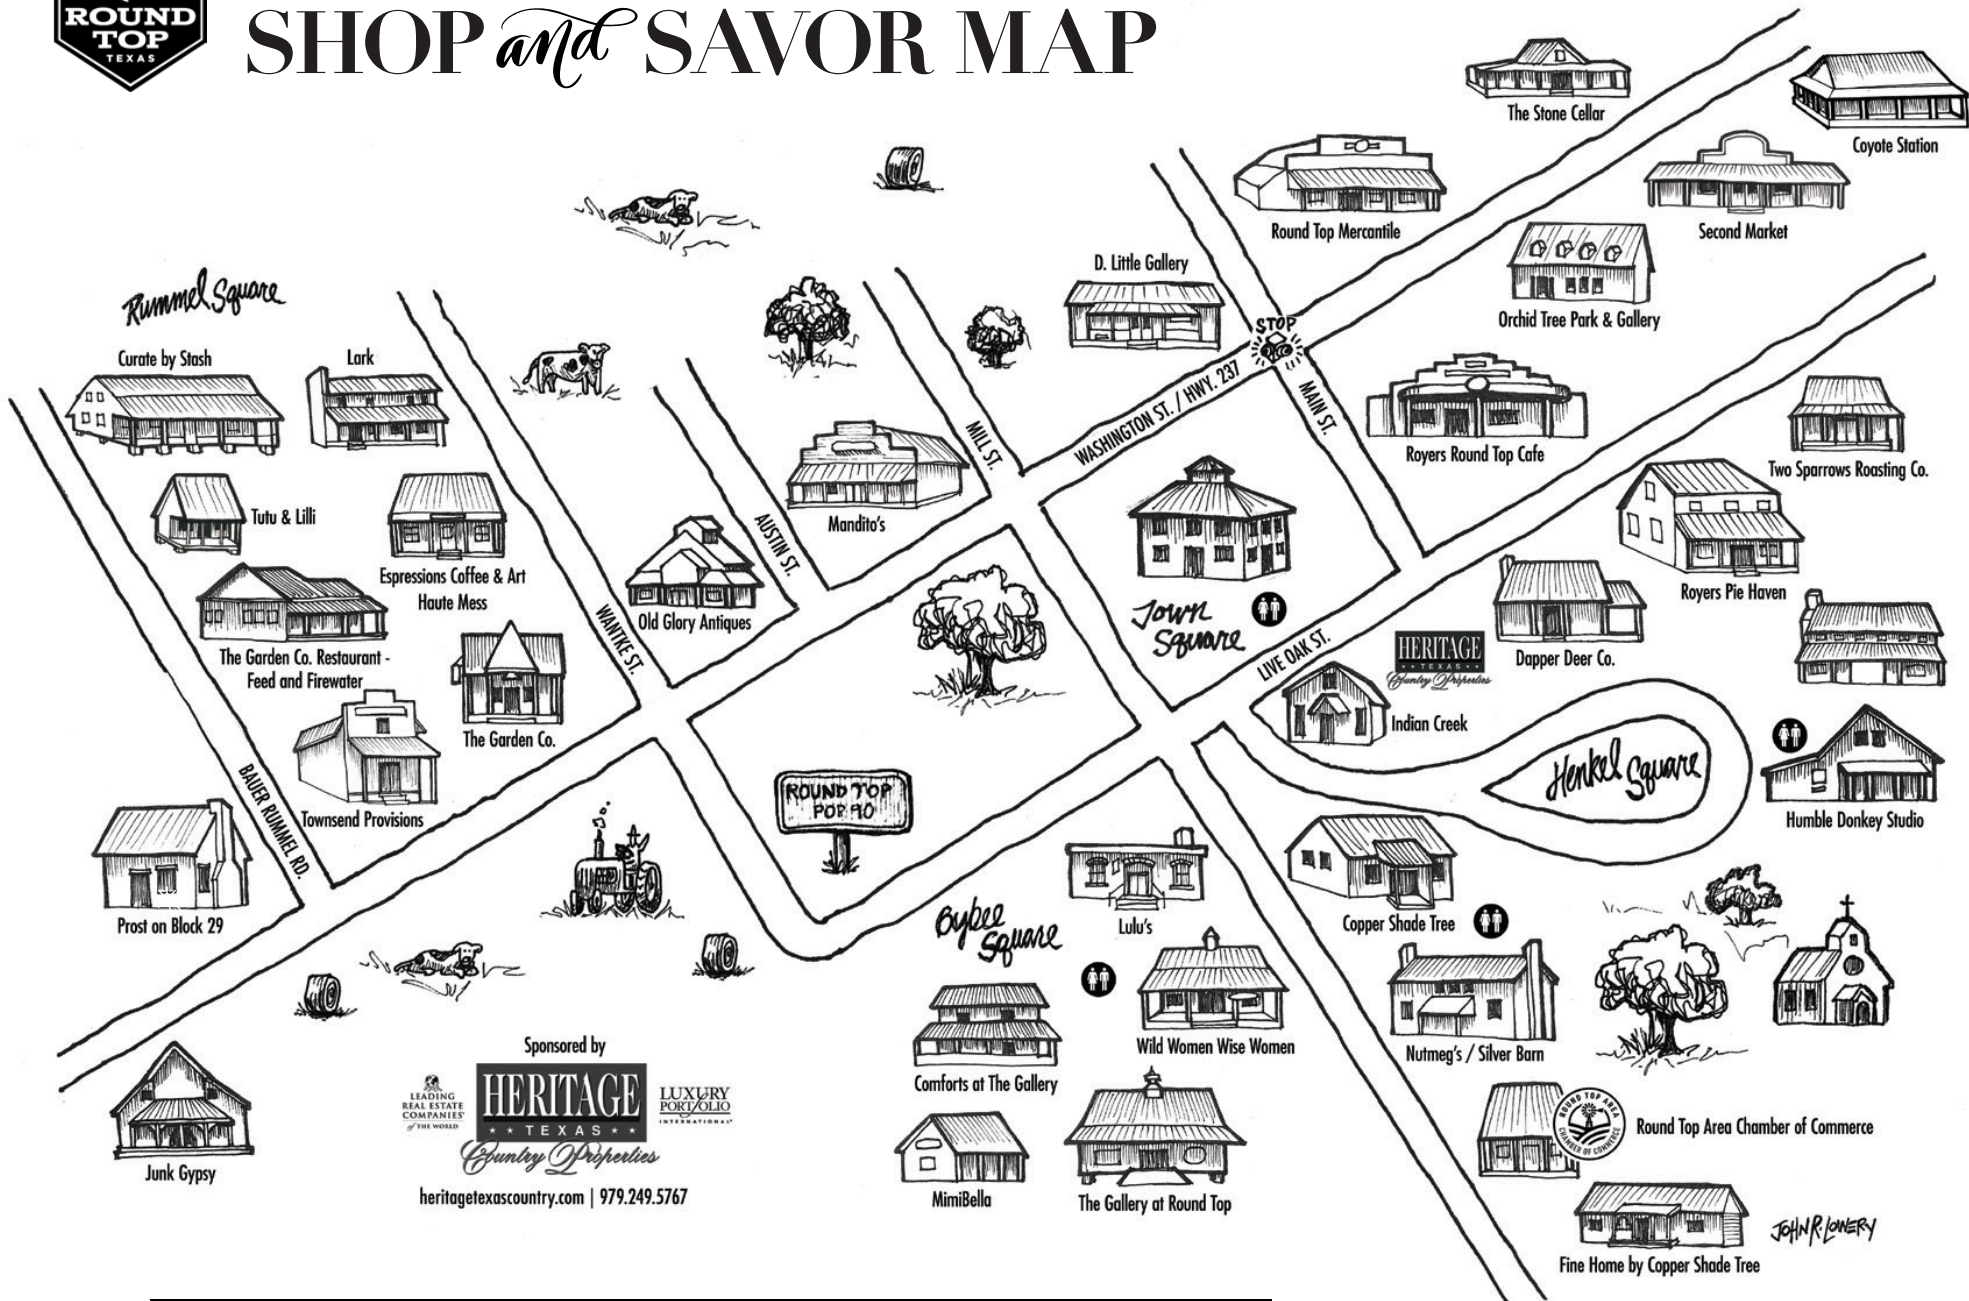 ROUND
TOP
TEXAS
SHOP and SAVOR MAP
The Stone Cellar
Coyote Station
Round Top Mercantile
Second Market
D. Little Gallery
Orchid Tree Park & Gallery
Rummel Square
STOP
Curate by Stash
Lark
WASHINGTON ST. / HWY. 237
MAIN ST.
MILL ST.
Royers Round Top Cafe
Two Sparrows Roasting Co.
Tutu & Lilli
Mandito's
AUSTIN ST.
Espressions Coffee & Art
Haute Mess
Royers Pie Haven
WANTKE ST.
Old Glory Antiques
Town
Square
LIVE OAK ST.
HERITAGE
TEXAS
Country Properties
Dapper Deer Co.
The Garden Co. Restaurant -
Feed and Firewater
The Garden Co.
Indian Creek
Henkel Square
ROUND TOP
POP. 90
BAUER RUMMEL RD.
Townsend Provisions
Humble Donkey Studio
Prost on Block 29
Bybee
Square
Lulu's
Copper Shade Tree
Wild Women Wise Women
Nutmeg's / Silver Barn
Comforts at The Gallery
Sponsored by
LEADING
REAL ESTATE
COMPANIES
of THE WORLD
HERITAGE
TEXAS
Country Properties
LUXURY
PORTFOLIO
INTERNATIONAL
heritagetexascountry.com | 979.249.5767
Junk Gypsy
MimiBella
The Gallery at Round Top
ROUND TOP AREA
CHAMBER OF COMMERCE
Round Top Area Chamber of Commerce
Fine Home by Copper Shade Tree
JOHN R. LOWERY